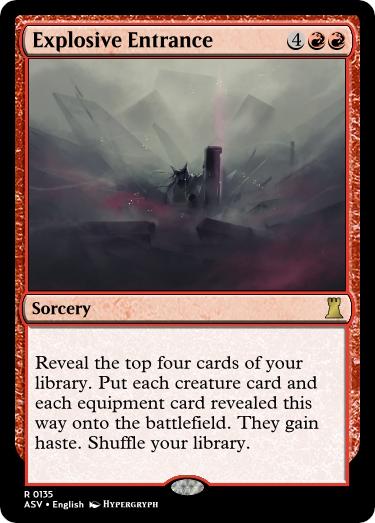 Explosive Entrance 4
Sorcery
Reveal the top four cards of your
library. Put each creature card and
each equipment card revealed this
way onto the battlefield. They gain
haste. Shuffle your library.
R 0135
ASV • English HYPERGRYPH